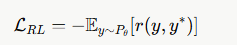 ℒ_{RL} = −𝔼_{y∼P_θ}[r(y, y*)]